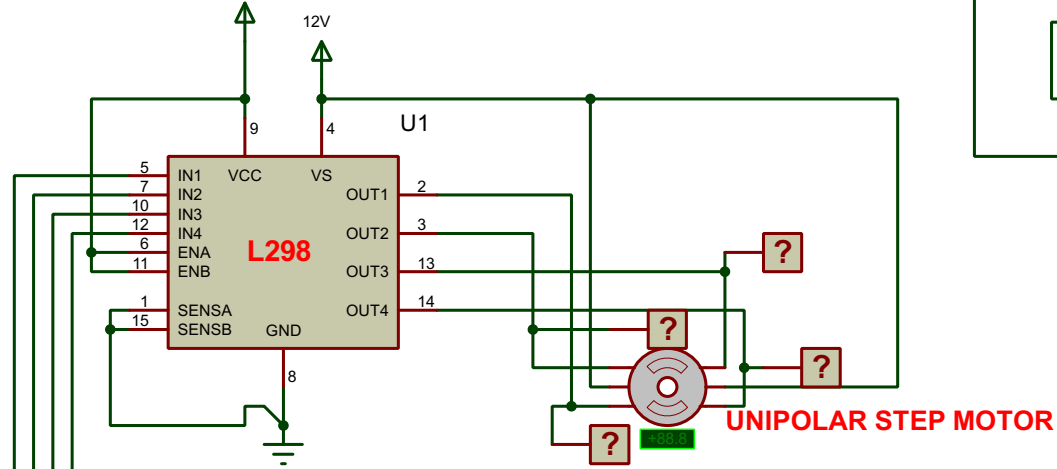 12V
U1
9
4
5 IN1 VCC VS
7 IN2 OUT1 2
10 IN3
12 IN4 OUT2 3
6 ENA L298
11 ENB OUT3 13
?
1 SENSA OUT4 14
15 SENSB GND
?
?
8
UNIPOLAR STEP MOTOR
?
+88.8